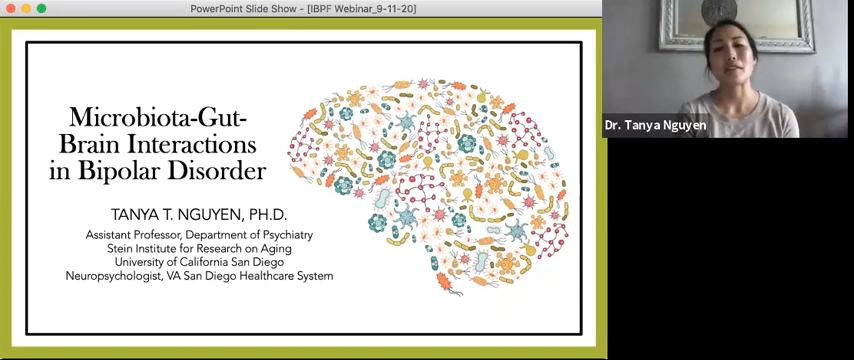 PowerPoint Slide Show - [IBPF Webinar_9-11-20]
Microbiota-Gut-
Brain Interactions
in Bipolar Disorder
TANYA T. NGUYEN, PH.D.
Assistant Professor, Department of Psychiatry
Stein Institute for Research on Aging
University of California San Diego
Neuropsychologist, VA San Diego Healthcare System
Dr. Tanya Nguyen